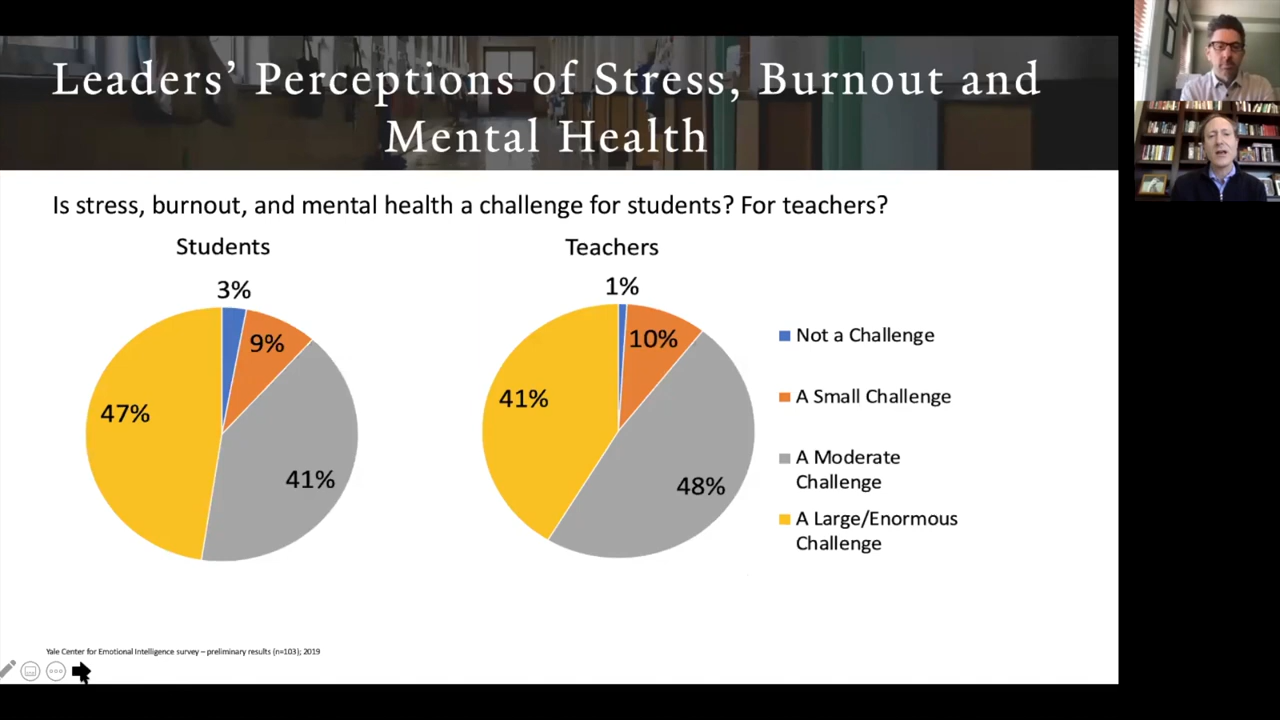 Leaders’ Perceptions of Stress, Burnout and
Mental Health
Is stress, burnout, and mental health a challenge for students? For teachers?
Students
3%
9%
47%
41%
Teachers
1%
10%
41%
48%
Not a Challenge
A Small Challenge
A Moderate
Challenge
A Large/Enormous
Challenge
Yale Center for Emotional Intelligence survey – preliminary results (n=103); 2019